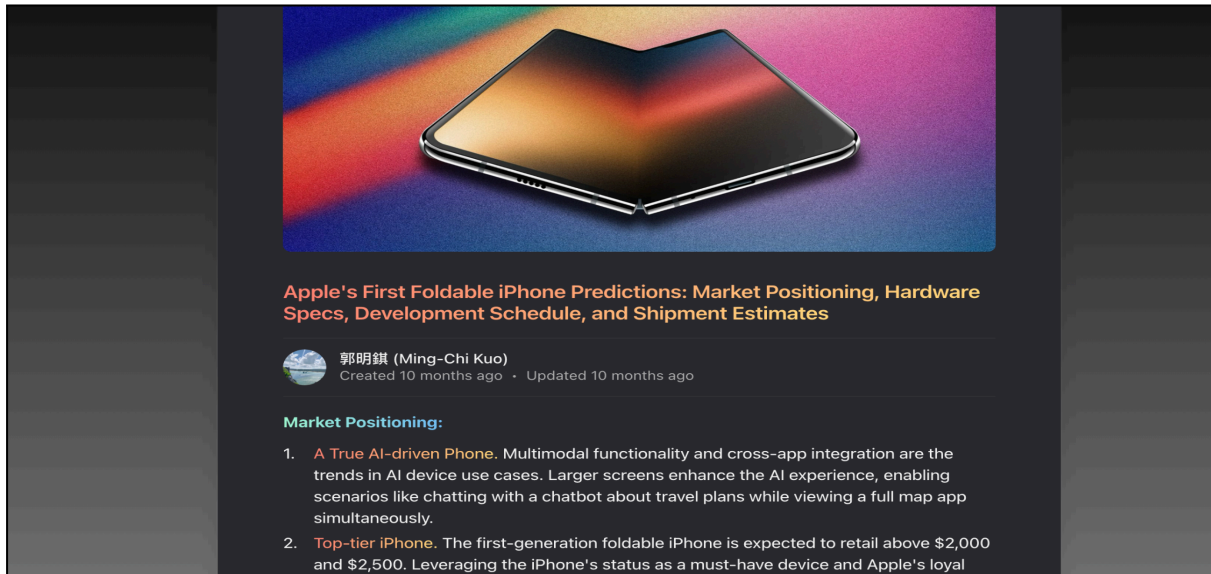 Apple's First Foldable iPhone Predictions: Market Positioning, Hardware
Specs, Development Schedule, and Shipment Estimates
郭明錤 (Ming-Chi Kuo)
Created 10 months ago • Updated 10 months ago
Market Positioning:
1. A True AI-driven Phone. Multimodal functionality and cross-app integration are the
trends in AI device use cases. Larger screens enhance the AI experience, enabling
scenarios like chatting with a chatbot about travel plans while viewing a full map app
simultaneously.
2. Top-tier iPhone. The first-generation foldable iPhone is expected to retail above $2,000
and $2,500. Leveraging the iPhone's status as a must-have device and Apple's loyal